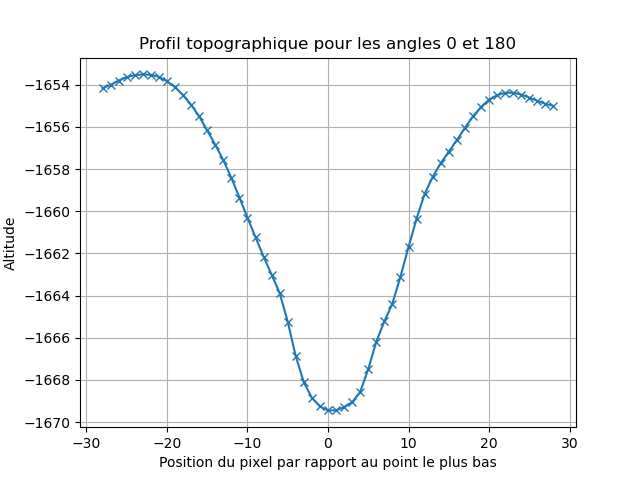 Profil topographique pour les angles 0 et 180
Altitude
−1654
−1656
−1658
−1660
−1662
−1664
−1666
−1668
−1670
−30 −20 −10 0 10 20 30
Position du pixel par rapport au point le plus bas